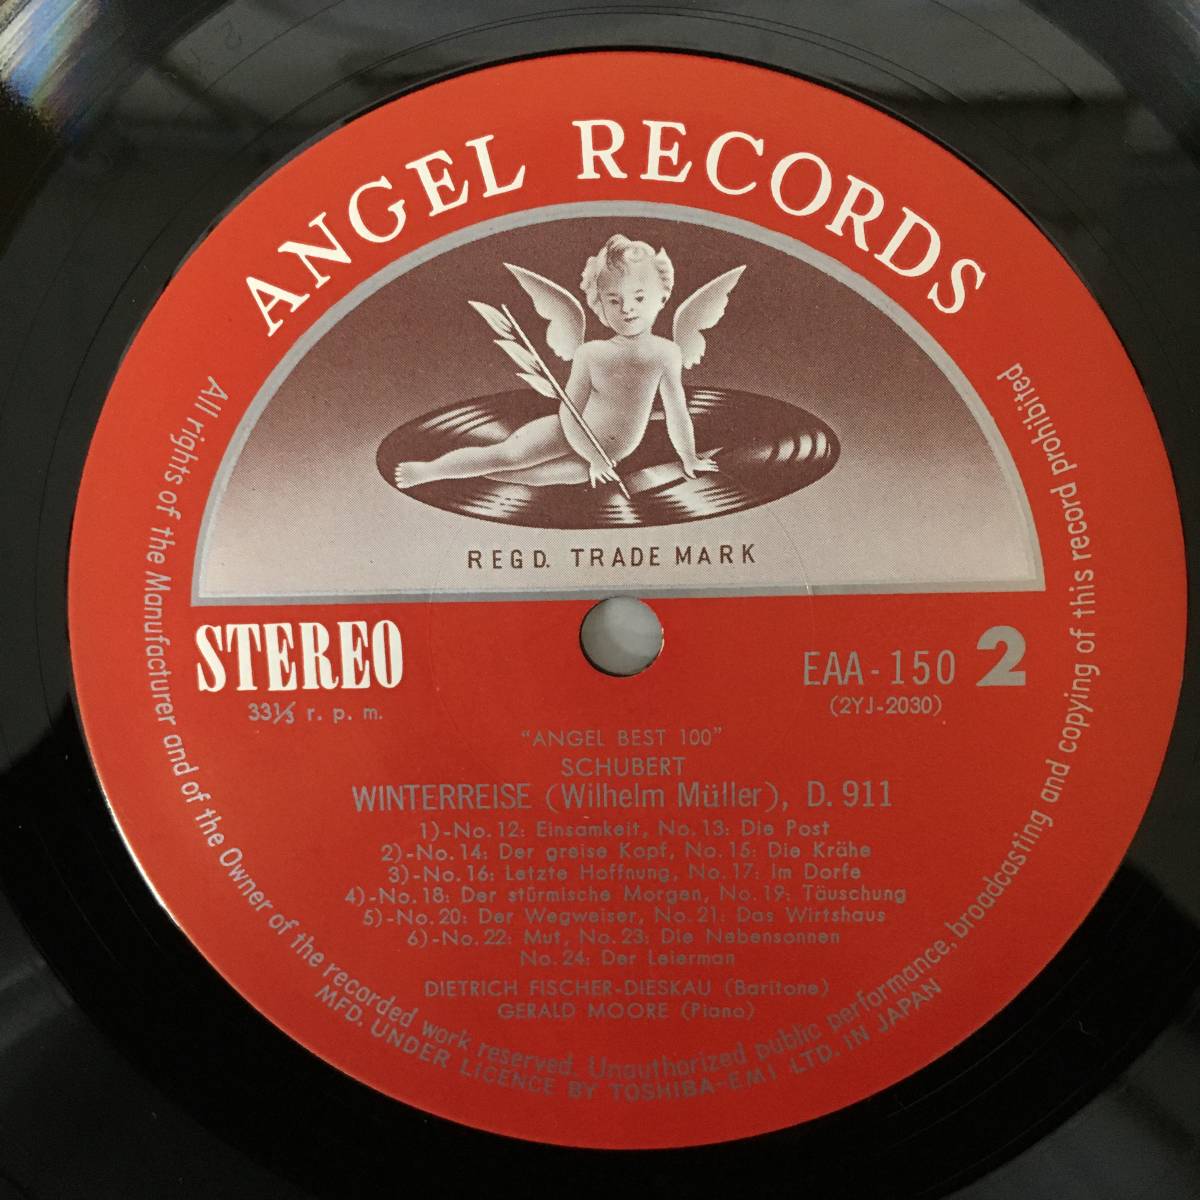 ANGEL RECORDS
REGD. TRADE MARK
STEREO
33⅓ r. p. m.
EAA-150 2
(2YJ-2030)
"ANGEL BEST 100"
SCHUBERT
WINTERREISE (Wilhelm Müller), D. 911
1)-No. 12: Einsamkeit, No. 13: Die Post
2)-No. 14: Der greise Kopf, No. 15: Die Krähe
3)-No. 16: Letzte Hoffnung, No. 17: Im Dorfe
4)-No. 18: Der stürmische Morgen, No. 19: Täuschung
5)-No. 20: Der Wegweiser, No. 21: Das Wirtshaus
6)-No. 22: Mut, No. 23: Die Nebensonnen
No. 24: Der Leierman
DIETRICH FISCHER-DIESKAU (Baritone)
GERALD MOORE (Piano)
All rights of the Manufacturer and of the Owner of the recorded work reserved. Unauthorized public performance, broadcasting and copying of this record prohibited
MFD. UNDER LICENCE BY TOSHIBA-EMI LTD. IN JAPAN